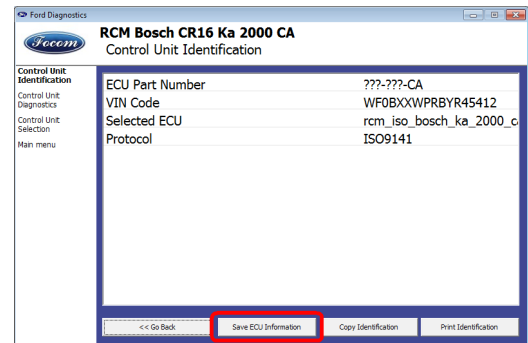 Ford Diagnostics
Focom
RCM Bosch CR16 Ka 2000 CA
Control Unit Identification
Control Unit
Identification
Control Unit
Diagnostics
Control Unit
Selection
Main menu
ECU Part Number ???-???-CA
VIN Code WF0BXXWPRBYR45412
Selected ECU rcm_iso_bosch_ka_2000_c
Protocol ISO9141
<< Go Back Save ECU Information Copy Identification Print Identification